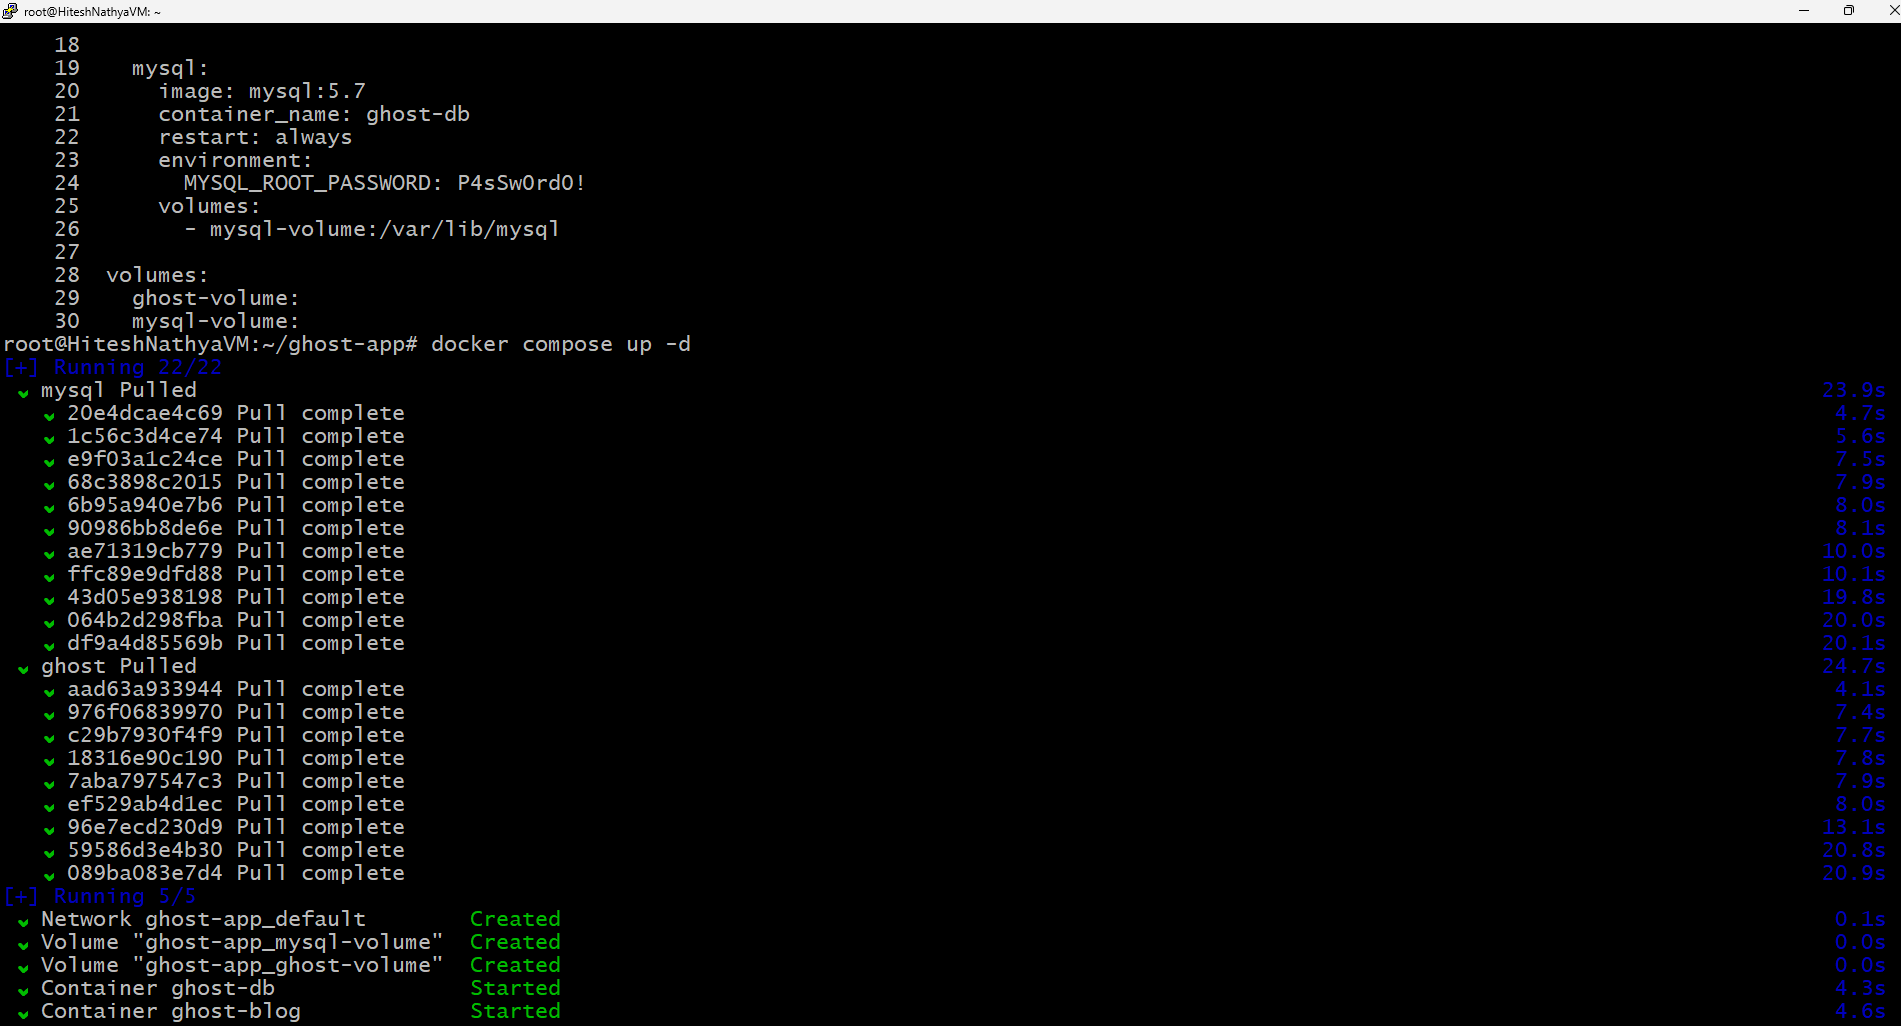 root@HiteshNathyaVM: ~
18
19    mysql:
20      image: mysql:5.7
21      container_name: ghost-db
22      restart: always
23      environment:
24        MYSQL_ROOT_PASSWORD: P4sSw0rd0!
25      volumes:
26        - mysql-volume:/var/lib/mysql
27
28  volumes:
29    ghost-volume:
30    mysql-volume:
root@HiteshNathyaVM:~/ghost-app# docker compose up -d
[+] Running 22/22
mysql Pulled 23.9s
20e4dcae4c69 Pull complete 4.7s
1c56c3d4ce74 Pull complete 5.6s
e9f03a1c24ce Pull complete 7.5s
68c3898c2015 Pull complete 7.9s
6b95a940e7b6 Pull complete 8.0s
90986bb8de6e Pull complete 8.1s
ae71319cb779 Pull complete 10.0s
ffc89e9dfd88 Pull complete 10.1s
43d05e938198 Pull complete 19.8s
064b2d298fba Pull complete 20.0s
df9a4d85569b Pull complete 20.1s
ghost Pulled 24.7s
aad63a933944 Pull complete 4.1s
976f06839970 Pull complete 7.4s
c29b7930f4f9 Pull complete 7.7s
18316e90c190 Pull complete 7.8s
7aba797547c3 Pull complete 7.9s
ef529ab4d1ec Pull complete 8.0s
96e7ecd230d9 Pull complete 13.1s
59586d3e4b30 Pull complete 20.8s
089ba083e7d4 Pull complete 20.9s
[+] Running 5/5
Network ghost-app_default Created 0.1s
Volume "ghost-app_mysql-volume" Created 0.0s
Volume "ghost-app_ghost-volume" Created 0.0s
Container ghost-db Started 4.3s
Container ghost-blog Started 4.6s